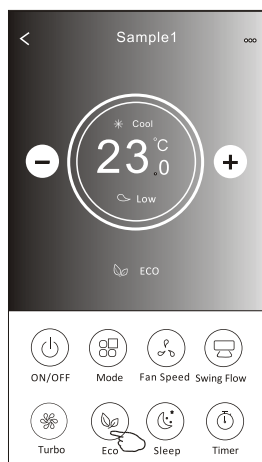 Sample1
Cool
23.0°C
Low
ECO
ON/OFF Mode Fan Speed Swing Flow
Turbo Eco Sleep Timer